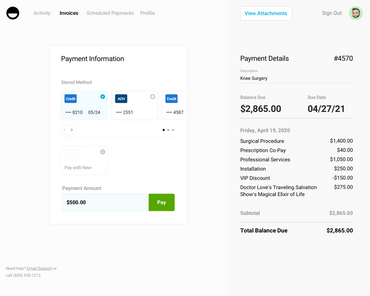 Activity Invoices Scheduled Payments Profile
View Attachments
Sign Out
Payment Information
Stored Method
Credit
•••• 8210 05/24
ACH
•••• 2551
Credit
•••• 4587
Pay with New
Payment Amount
$500.00
Pay
Need help? Email Support or
call (800) 555-1212
Payment Details #4570
Description
Knee Surgery
Balance Due Due Date
$2,865.00 04/27/21
Friday, April 19, 2020
Surgical Procedure $1,400.00
Prescription Co-Pay $40.00
Professional Services $1,050.00
Installation $250.00
VIP Discount -$150.00
Doctor Love's Traveling Salvation $275.00
Show's Magical Elixir of Life
Subtotal $2,865.00
Total Balance Due $2,865.00